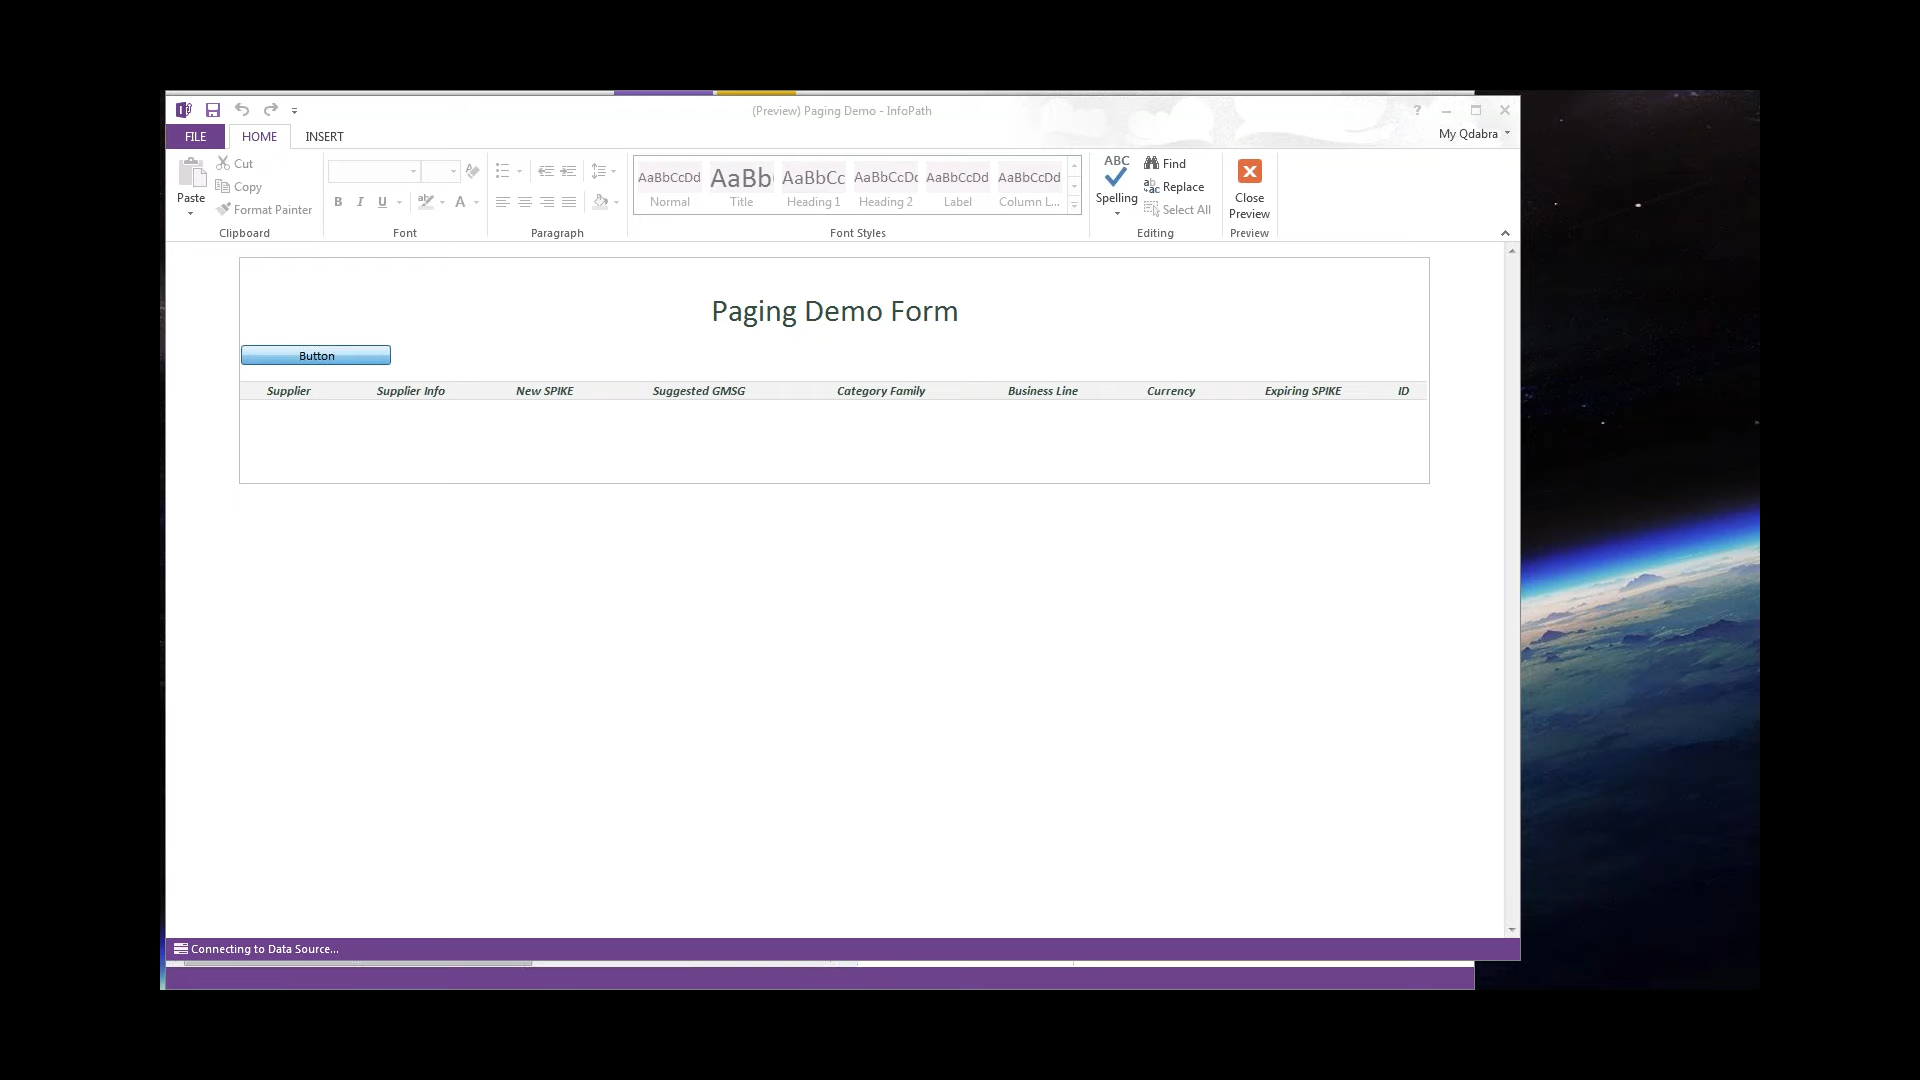 (Preview) Paging Demo - InfoPath
?
FILE HOME INSERT My Qdabra
Paste
Cut
Copy
Format Painter
Clipboard
B I U A
Font
Paragraph
AaBbCcDd AaBb AaBbCc AaBbCcDd AaBbCcDd AaBbCcDd
Normal Title Heading 1 Heading 2 Label Column L...
Font Styles
ABC
Spelling
Find
Replace
Select All
Editing
Close
Preview
Preview
Paging Demo Form
Button
Supplier Supplier Info New SPIKE Suggested GMSG Category Family Business Line Currency Expiring SPIKE ID
Connecting to Data Source...